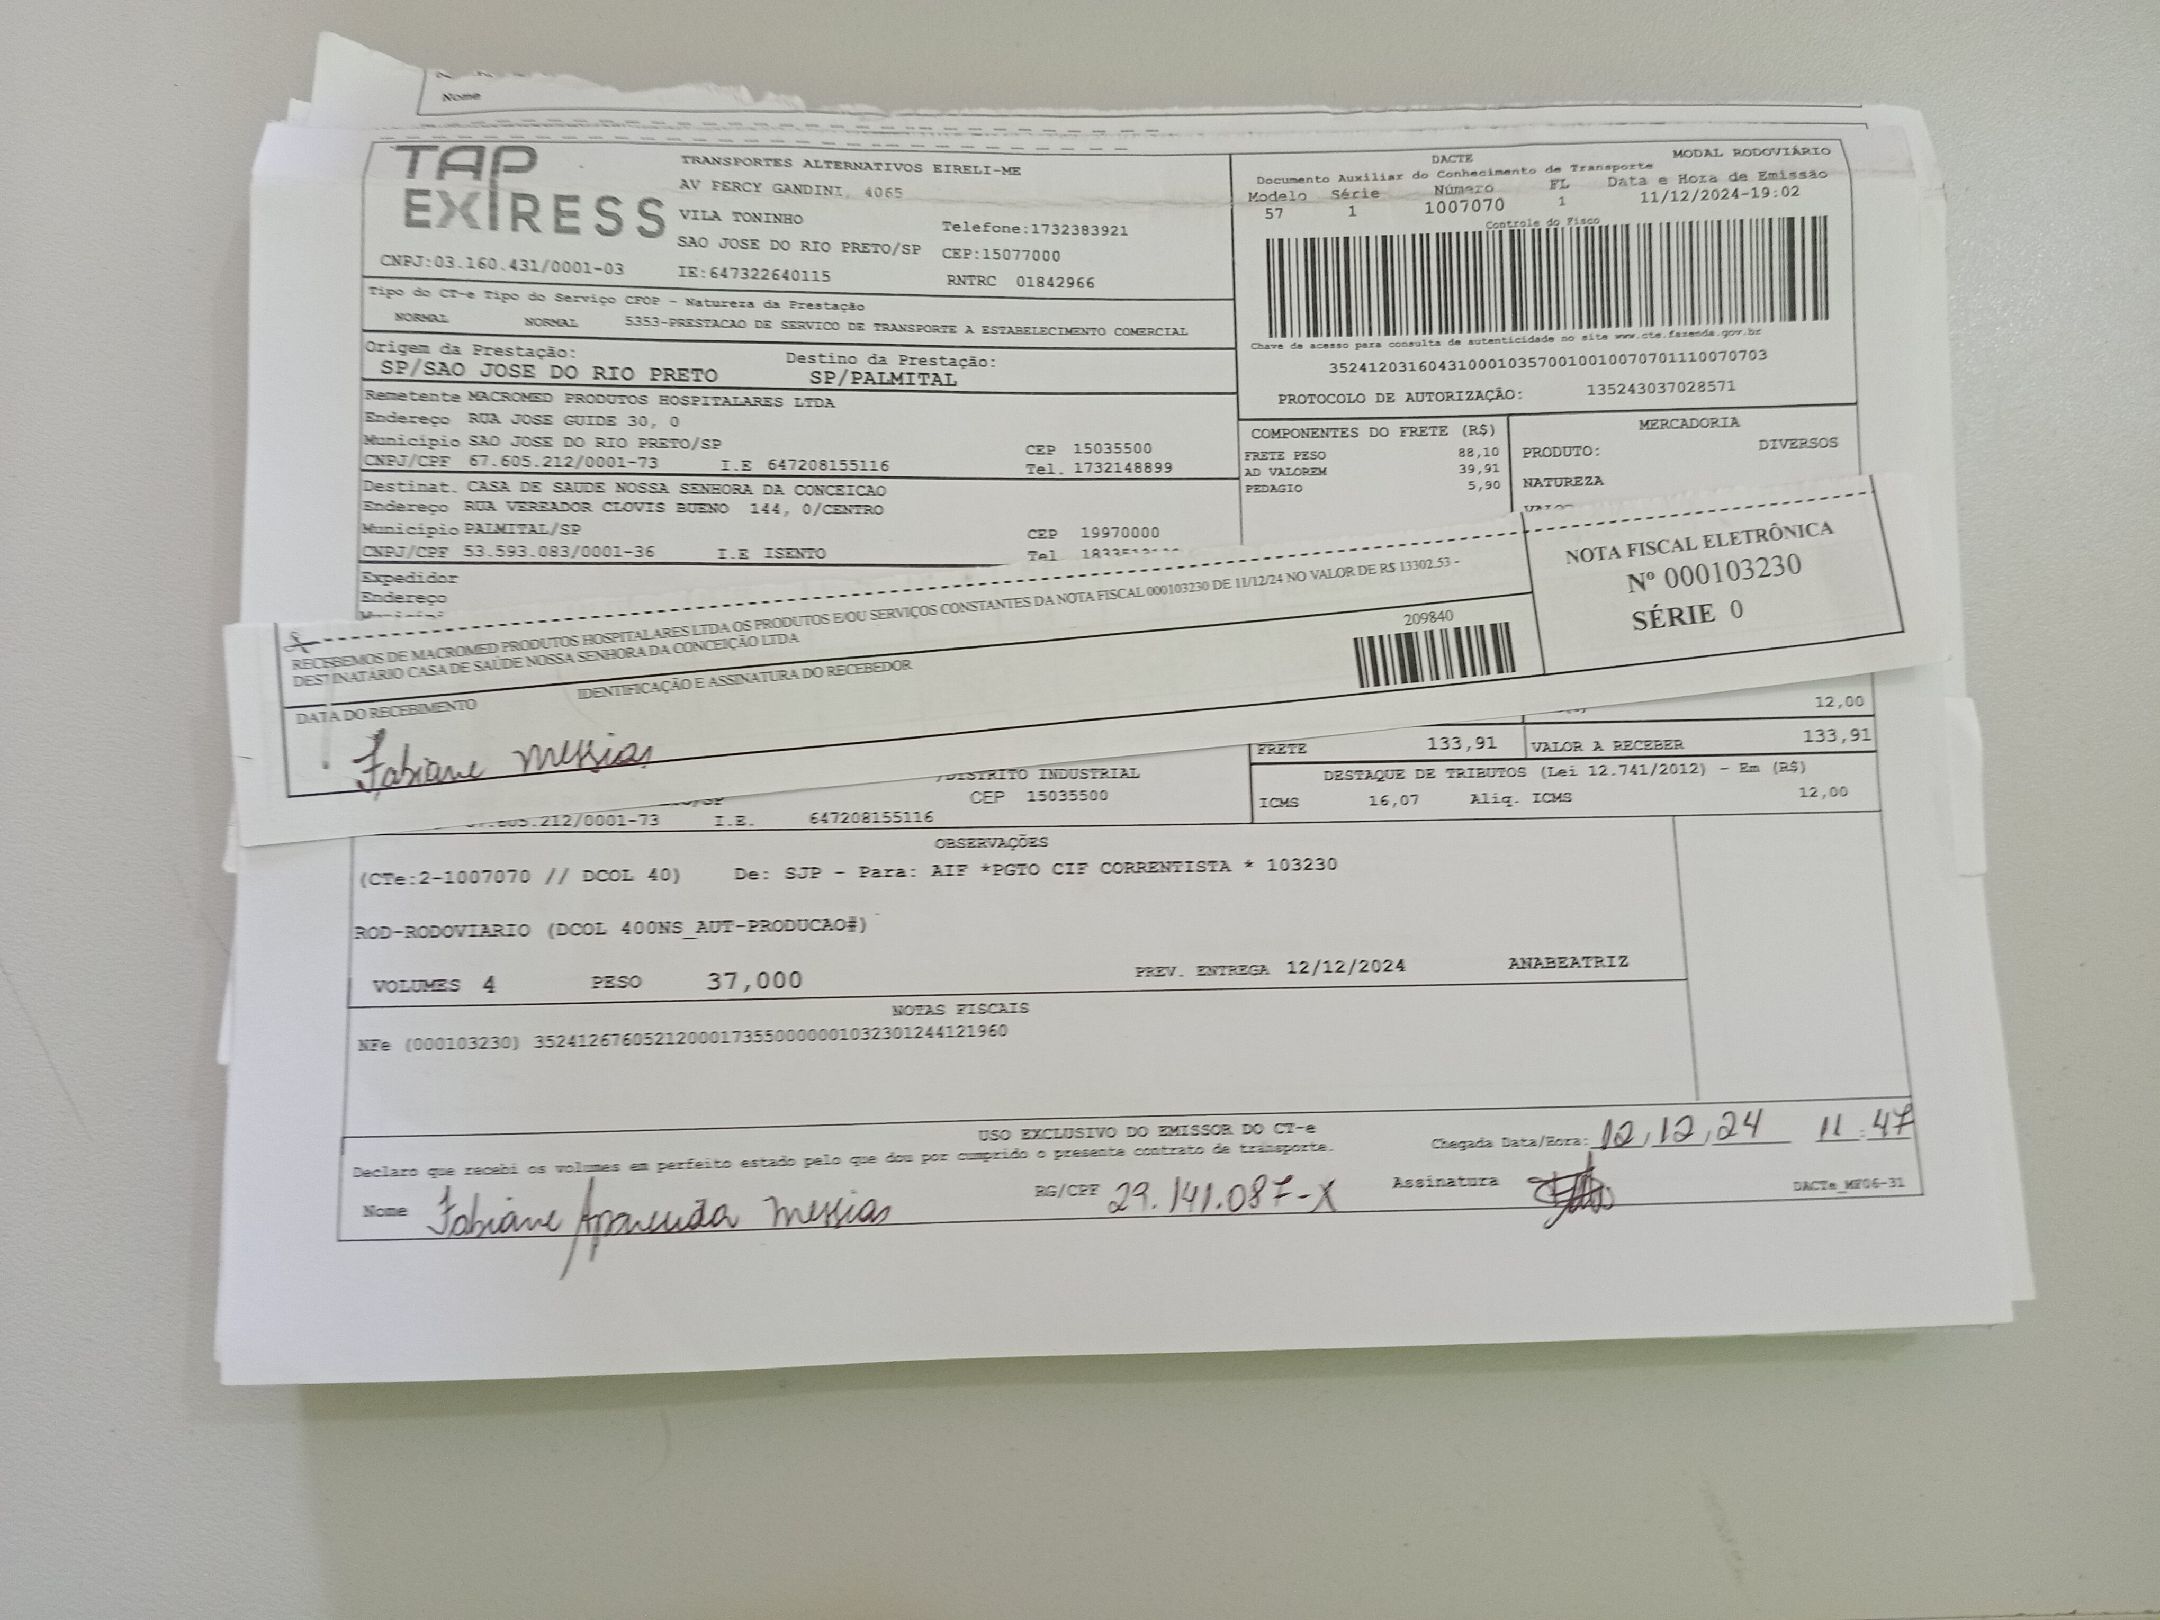 Nome
TAP
EXPRESS
TRANSPORTES ALTERNATIVOS EIRELI-ME
AV PERCY GANDINI, 4065
VILA TONINHO
Telefone:1732383921
SAO JOSE DO RIO PRETO/SP CEP:15077000
CNPJ:03.160.431/0001-03 IE:647322640115 RNTRC 01842966
DACTE MODAL RODOVIÁRIO
Documento Auxiliar do Conhecimento de Transporte
Modelo Série Número FL Data e Hora de Emissão
57 1 1007070 1 11/12/2024-19:02
Controle do Fisco
Chave de acesso para consulta de autenticidade no site www.cte.fazenda.gov.br
35241203160431000103570010010070701110070703
PROTOCOLO DE AUTORIZAÇÃO: 135243037028571
Tipo do CT-e Tipo do Serviço CFOP - Natureza da Prestação
NORMAL NORMAL 5353-PRESTACAO DE SERVICO DE TRANSPORTE A ESTABELECIMENTO COMERCIAL
Origem da Prestação: Destino da Prestação:
SP/SAO JOSE DO RIO PRETO SP/PALMITAL
Remetente MACROMED PRODUTOS HOSPITALARES LTDA
Endereço RUA JOSE GUIDE 30, 0
Município SAO JOSE DO RIO PRETO/SP CEP 15035500
CNPJ/CPF 67.605.212/0001-73 I.E 647208155116 Tel. 1732148899
Destinat. CASA DE SAUDE NOSSA SENHORA DA CONCEICAO
Endereço RUA VEREADOR CLOVIS BUENO 144, 0/CENTRO
Município PALMITAL/SP CEP 19970000
CNPJ/CPF 53.593.083/0001-36 I.E ISENTO Tel
Expedidor
Endereço
COMPONENTES DO FRETE (R$)
FRETE PESO 88,10
AD VALOREM 39,91
PEDAGIO 5,90
MERCADORIA
PRODUTO: DIVERSOS
NATUREZA
RECEBEMOS DE MACROMED PRODUTOS HOSPITALARES LTDA OS PRODUTOS E/OU SERVIÇOS CONSTANTES DA NOTA FISCAL 000103230 DE 11/12/24 NO VALOR DE R$ 13302.53 -
DESTINATÁRIO CASA DE SAÚDE NOSSA SENHORA DA CONCEIÇÃO LTDA
DATA DO RECEBIMENTO IDENTIFICAÇÃO E ASSINATURA DO RECEBEDOR
209840
Fabiane Messias
NOTA FISCAL ELETRÔNICA
Nº 000103230
SÉRIE 0
12,00
FRETE 133,91 VALOR A RECEBER 133,91
DESTAQUE DE TRIBUTOS (Lei 12.741/2012) - Em (R$)
ICMS 16,07 Aliq. ICMS 12,00
/DISTRITO INDUSTRIAL
CEP 15035500
67.605.212/0001-73 I.E. 647208155116
OBSERVAÇÕES
(CTe:2-1007070 // DCOL 40) De: SJP - Para: AIF *PGTO CIF CORRENTISTA * 103230
ROD-RODOVIARIO (DCOL 400NS_AUT-PRODUCAO#)
VOLUMES 4 PESO 37,000 PREV. ENTREGA 12/12/2024 ANABEATRIZ
NOTAS FISCAIS
NFe (000103230) 35241267605212000173550000001032301244121960
USO EXCLUSIVO DO EMISSOR DO CT-e
Declaro que recebi os volumes em perfeito estado pelo que dou por cumprido o presente contrato de transporte.
Chegada Data/Hora: 12,12,24 11:47
Nome Fabiane Aparecida Messias RG/CPF 29.141.087-X Assinatura
DACTe_MF06-31